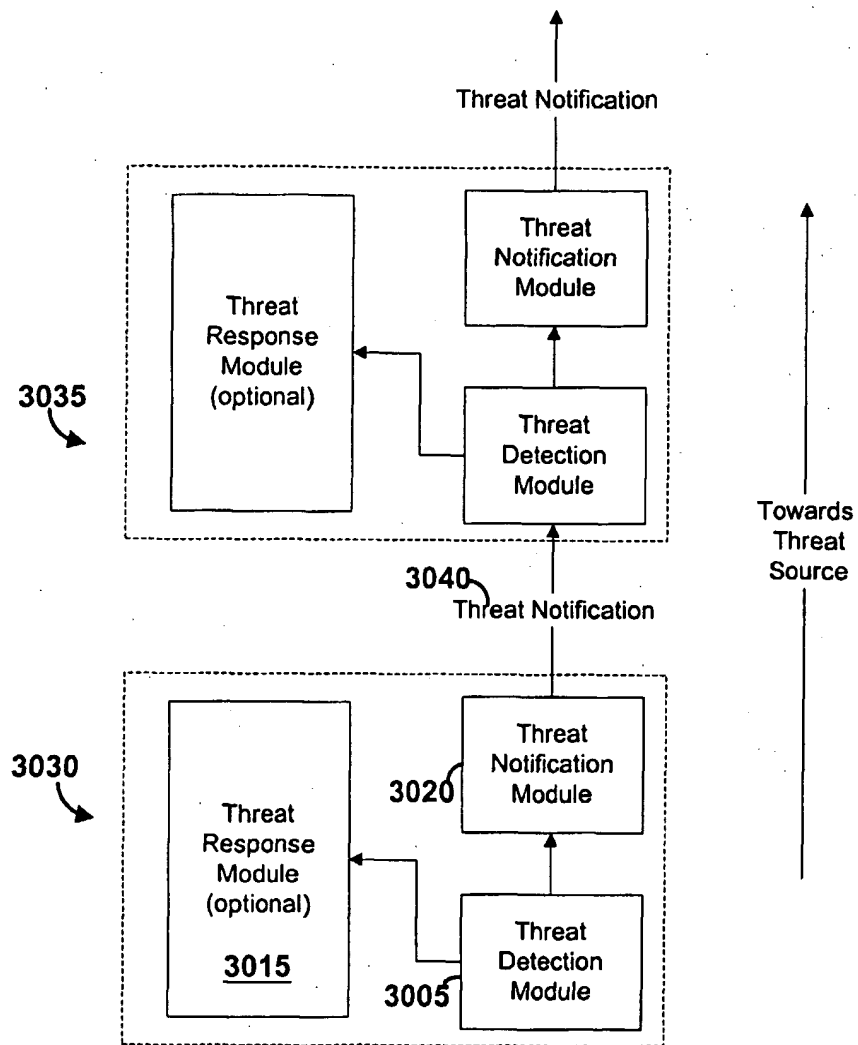 Threat Notification
Threat
Notification
Module
Threat
Response
Module
(optional)
3035
Threat
Detection
Module
Towards
Threat
Source
3040
Threat Notification
Threat
Notification
Module
3020
3030
Threat
Response
Module
(optional)
3015
Threat
Detection
Module
3005